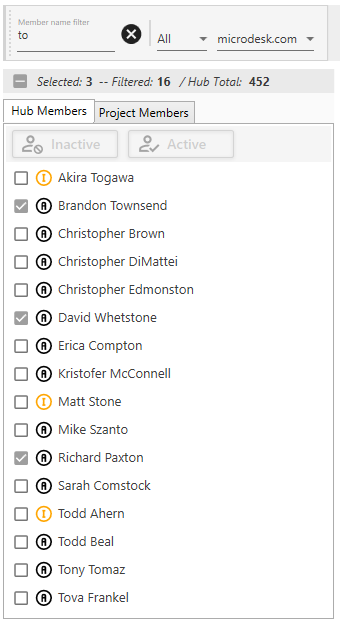 Member name filter
to
All
microdesk.com
Selected: 3 -- Filtered: 16 / Hub Total: 452
Hub Members
Project Members
Inactive
Active
I Akira Togawa
A Brandon Townsend
A Christopher Brown
A Christopher DiMattei
A Christopher Edmonston
A David Whetstone
A Erica Compton
A Kristofer McConnell
I Matt Stone
A Mike Szanto
A Richard Paxton
A Sarah Comstock
I Todd Ahern
A Todd Beal
A Tony Tomaz
A Tova Frankel